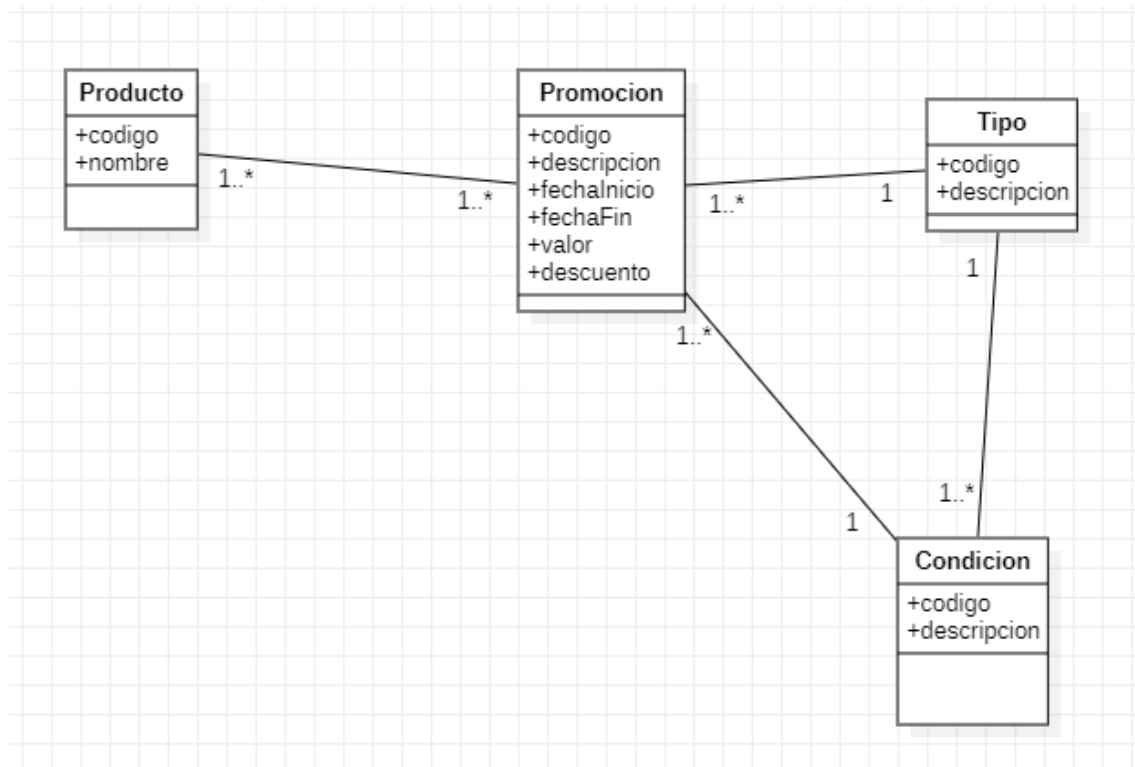 Producto
+codigo
+nombre
1..*
1..*
Promocion
+codigo
+descripcion
+fechaInicio
+fechaFin
+valor
+descuento
1..*
1
Tipo
+codigo
+descripcion
1
1..*
1..*
1
Condicion
+codigo
+descripcion